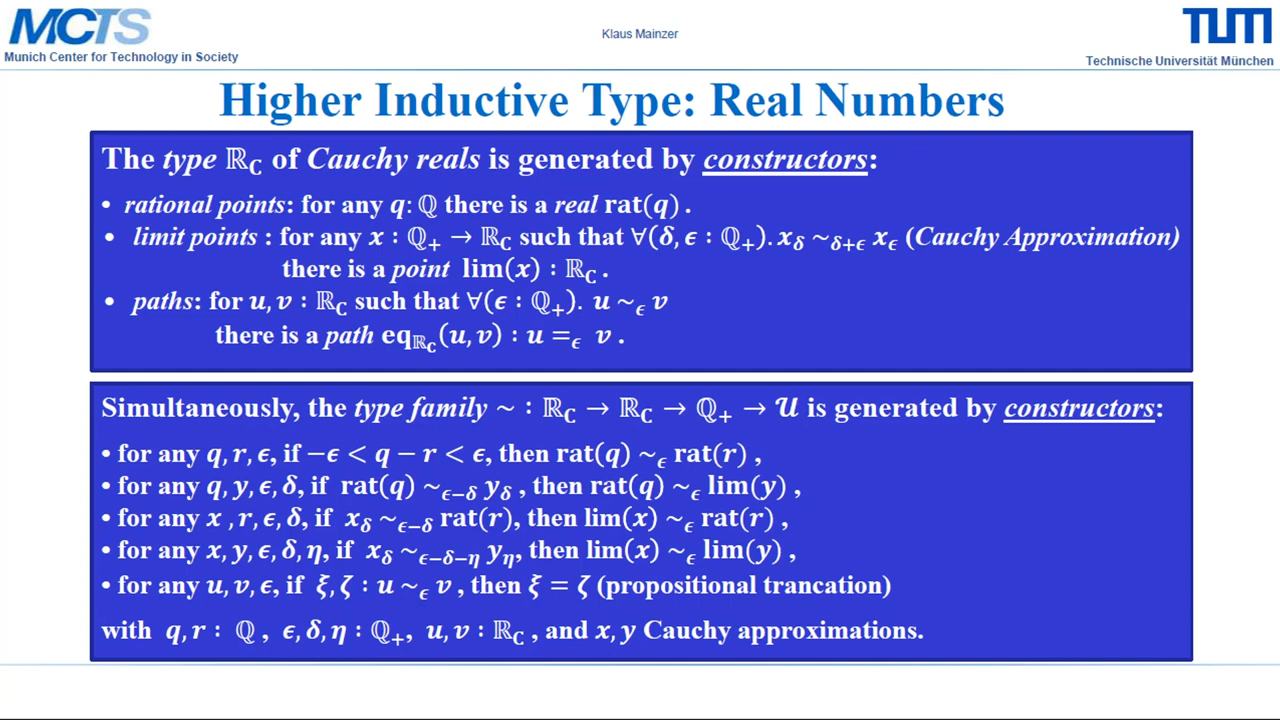 MCTS
Munich Center for Technology in Society
Klaus Mainzer
TUM
Technische Universität München
Higher Inductive Type: Real Numbers
The type ℝ_C of Cauchy reals is generated by constructors:
• rational points: for any q: ℚ there is a real rat(q) .
• limit points : for any x : ℚ₊ → ℝ_C such that ∀(δ, ϵ : ℚ₊). x_δ ∼_{δ+ϵ} x_ϵ (Cauchy Approximation)
there is a point lim(x) : ℝ_C .
• paths: for u, v : ℝ_C such that ∀(ϵ : ℚ₊). u ∼_ϵ v
there is a path eq_{ℝ_C}(u, v) : u =_ϵ v .
Simultaneously, the type family ∼ : ℝ_C → ℝ_C → ℚ₊ → 𝒰 is generated by constructors:
• for any q, r, ϵ, if −ϵ < q − r < ϵ, then rat(q) ∼_ϵ rat(r) ,
• for any q, y, ϵ, δ, if rat(q) ∼_{ϵ−δ} y_δ , then rat(q) ∼_ϵ lim(y) ,
• for any x , r, ϵ, δ, if x_δ ∼_{ϵ−δ} rat(r), then lim(x) ∼_ϵ rat(r) ,
• for any x, y, ϵ, δ, η, if x_δ ∼_{ϵ−δ−η} y_η, then lim(x) ∼_ϵ lim(y) ,
• for any u, v, ϵ, if ξ, ζ : u ∼_ϵ v , then ξ = ζ (propositional trancation)
with q, r : ℚ , ϵ, δ, η : ℚ₊, u, v : ℝ_C , and x, y Cauchy approximations.